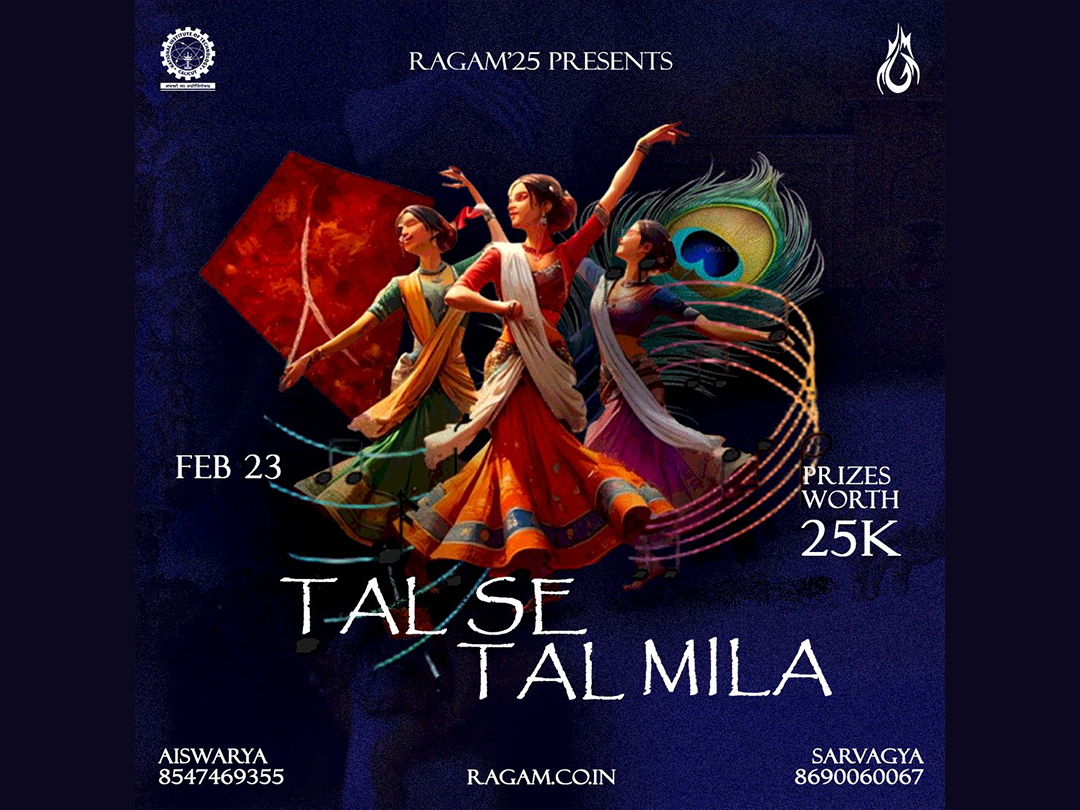 RAGAM'25 PRESENTS
CALICUT
FEB 23
PRIZES
WORTH
25K
TAL SE
TAL MILA
AISWARYA
8547469355
RAGAM.CO.IN
SARVAGYA
8690060067